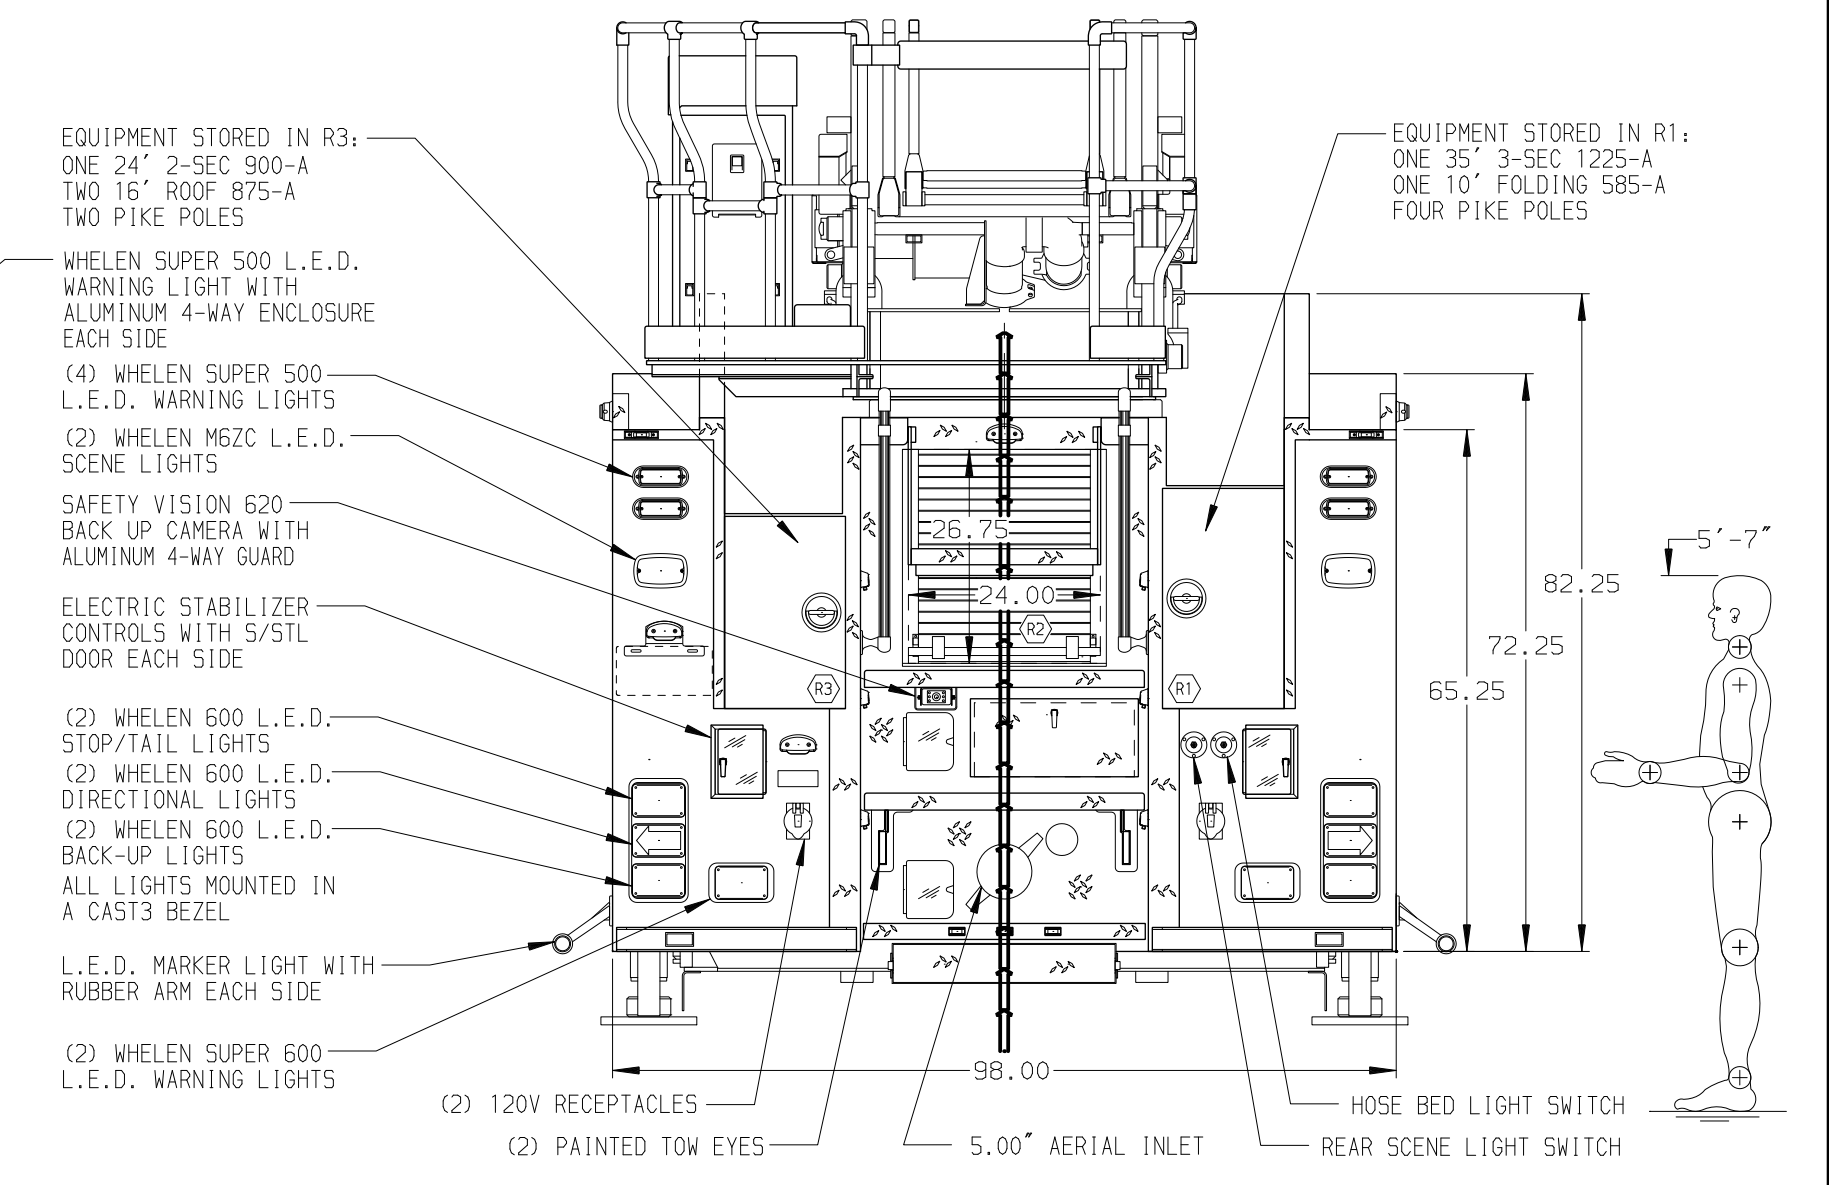 EQUIPMENT STORED IN R3:
ONE 24' 2-SEC 900-A
TWO 16' ROOF 875-A
TWO PIKE POLES
WHELEN SUPER 500 L.E.D.
WARNING LIGHT WITH
ALUMINUM 4-WAY ENCLOSURE
EACH SIDE
(4) WHELEN SUPER 500
L.E.D. WARNING LIGHTS
(2) WHELEN M6ZC L.E.D.
SCENE LIGHTS
SAFETY VISION 620
BACK UP CAMERA WITH
ALUMINUM 4-WAY GUARD
ELECTRIC STABILIZER
CONTROLS WITH S/STL
DOOR EACH SIDE
(2) WHELEN 600 L.E.D.
STOP/TAIL LIGHTS
(2) WHELEN 600 L.E.D.
DIRECTIONAL LIGHTS
(2) WHELEN 600 L.E.D.
BACK-UP LIGHTS
ALL LIGHTS MOUNTED IN
A CAST3 BEZEL
L.E.D. MARKER LIGHT WITH
RUBBER ARM EACH SIDE
(2) WHELEN SUPER 600
L.E.D. WARNING LIGHTS
(2) 120V RECEPTACLES
(2) PAINTED TOW EYES
5.00" AERIAL INLET
26.75
24.00
R2
R3
R1
98.00
EQUIPMENT STORED IN R1:
ONE 35' 3-SEC 1225-A
ONE 10' FOLDING 585-A
FOUR PIKE POLES
5'-7"
82.25
72.25
65.25
HOSE BED LIGHT SWITCH
REAR SCENE LIGHT SWITCH